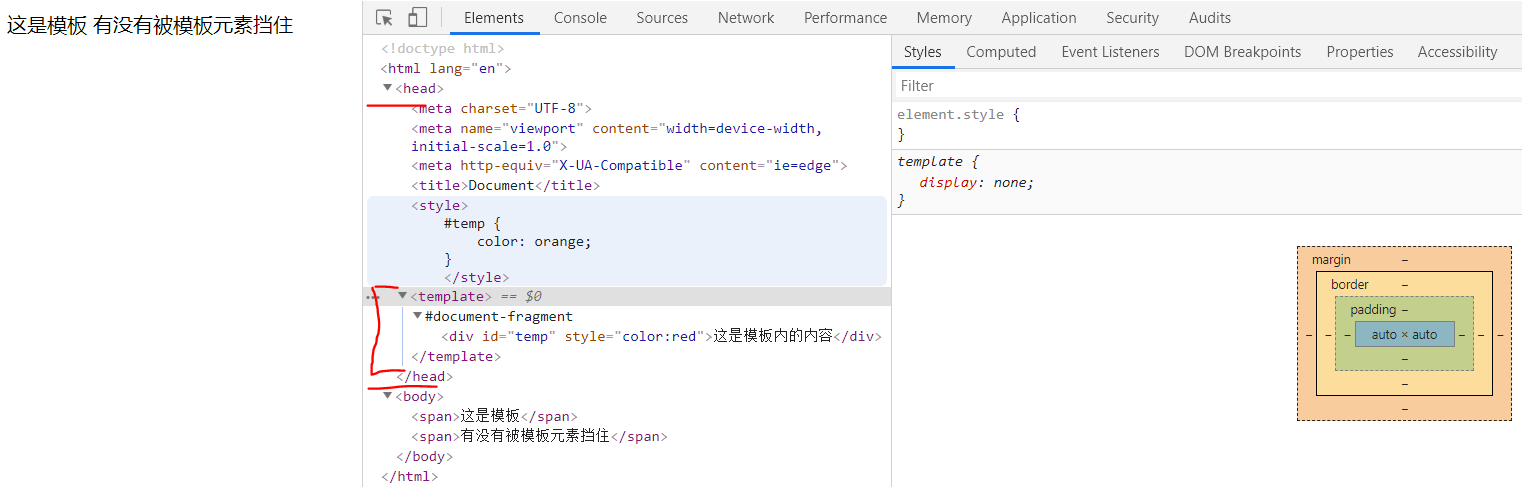 这是模板 有没有被模板元素挡住
Elements Console Sources Network Performance Memory Application Security Audits
<!doctype html>
<html lang="en">
<head>
<meta charset="UTF-8">
<meta name="viewport" content="width=device-width,
initial-scale=1.0">
<meta http-equiv="X-UA-Compatible" content="ie=edge">
<title>Document</title>
<style>
#temp {
color: orange;
}
</style>
<template> == $0
#document-fragment
<div id="temp" style="color:red">这是模板内的内容</div>
</template>
</head>
<body>
<span>这是模板</span>
<span>有没有被模板元素挡住</span>
</body>
</html>
Styles Computed Event Listeners DOM Breakpoints Properties Accessibility
Filter
element.style {
}
template {
display: none;
}
margin –
border –
padding –
– – – auto × auto – – –
–
–
–